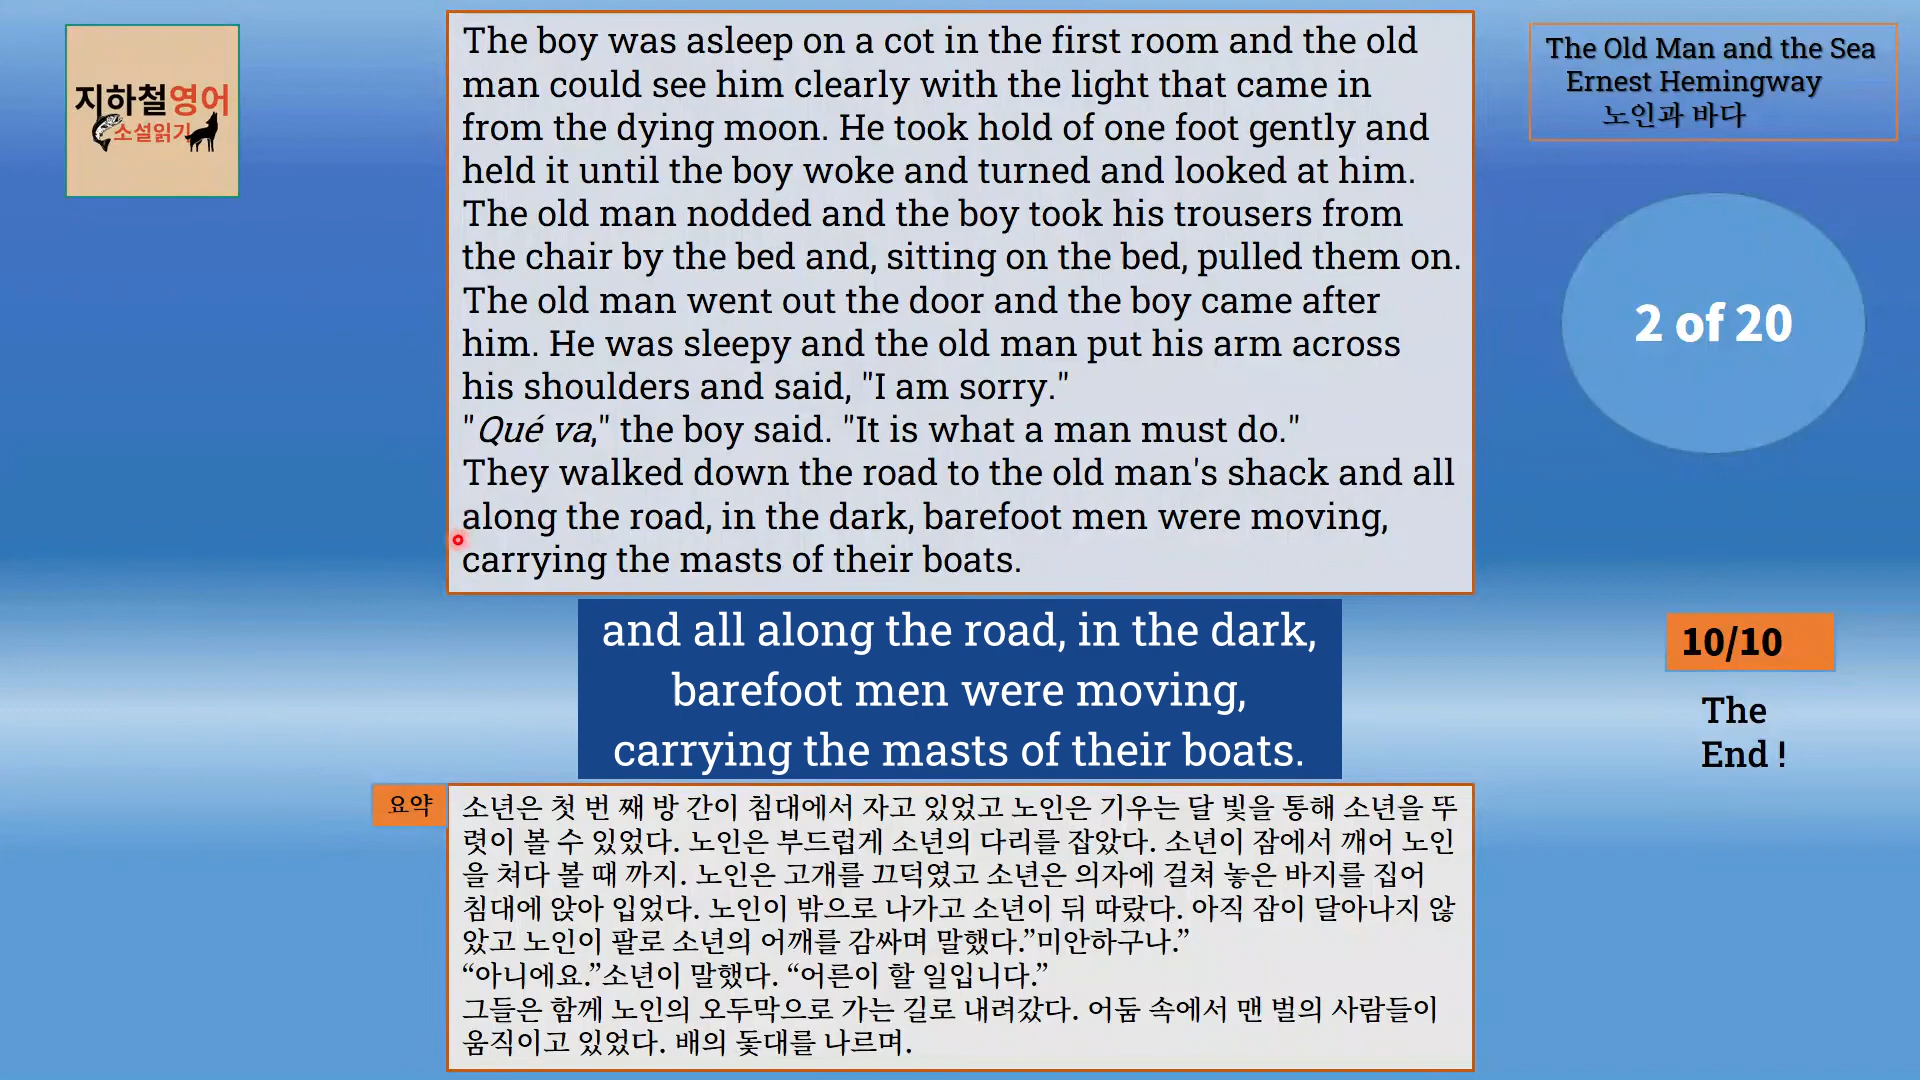 지하철영어
소설읽기
The boy was asleep on a cot in the first room and the old
man could see him clearly with the light that came in
from the dying moon. He took hold of one foot gently and
held it until the boy woke and turned and looked at him.
The old man nodded and the boy took his trousers from
the chair by the bed and, sitting on the bed, pulled them on.
The old man went out the door and the boy came after
him. He was sleepy and the old man put his arm across
his shoulders and said, "I am sorry."
"Qué va," the boy said. "It is what a man must do."
They walked down the road to the old man's shack and all
along the road, in the dark, barefoot men were moving,
carrying the masts of their boats.
The Old Man and the Sea
Ernest Hemingway
노인과 바다
2 of 20
and all along the road, in the dark,
barefoot men were moving,
carrying the masts of their boats.
10/10
The
End !
요약
소년은 첫 번 째 방 간이 침대에서 자고 있었고 노인은 기우는 달 빛을 통해 소년을 뚜
렷이 볼 수 있었다. 노인은 부드럽게 소년의 다리를 잡았다. 소년이 잠에서 깨어 노인
을 쳐다 볼 때 까지. 노인은 고개를 끄덕였고 소년은 의자에 걸쳐 놓은 바지를 집어
침대에 앉아 입었다. 노인이 밖으로 나가고 소년이 뒤 따랐다. 아직 잠이 달아나지 않
았고 노인이 팔로 소년의 어깨를 감싸며 말했다.”미안하구나.”
“아니에요.”소년이 말했다. “어른이 할 일입니다.”
그들은 함께 노인의 오두막으로 가는 길로 내려갔다. 어둠 속에서 맨 벌의 사람들이
움직이고 있었다. 배의 돛대를 나르며.